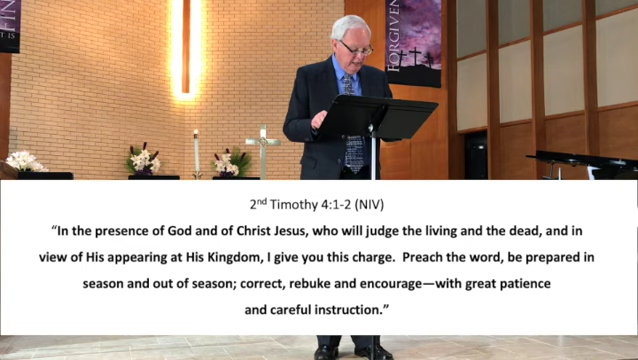 FORGIVEN
2nd Timothy 4:1-2 (NIV)
“In the presence of God and of Christ Jesus, who will judge the living and the dead, and in
view of His appearing at His Kingdom, I give you this charge.  Preach the word, be prepared in
season and out of season; correct, rebuke and encourage—with great patience
and careful instruction.”